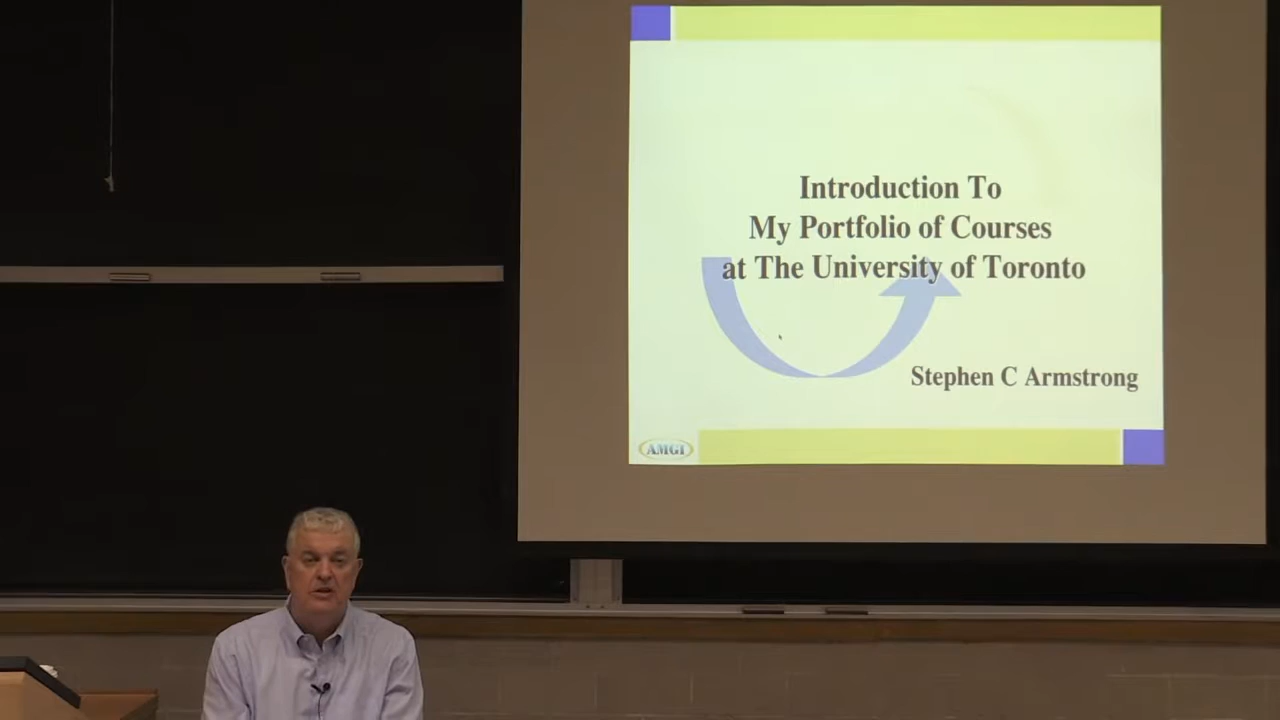 Introduction To
My Portfolio of Courses
at The University of Toronto
Stephen C Armstrong
AMGI